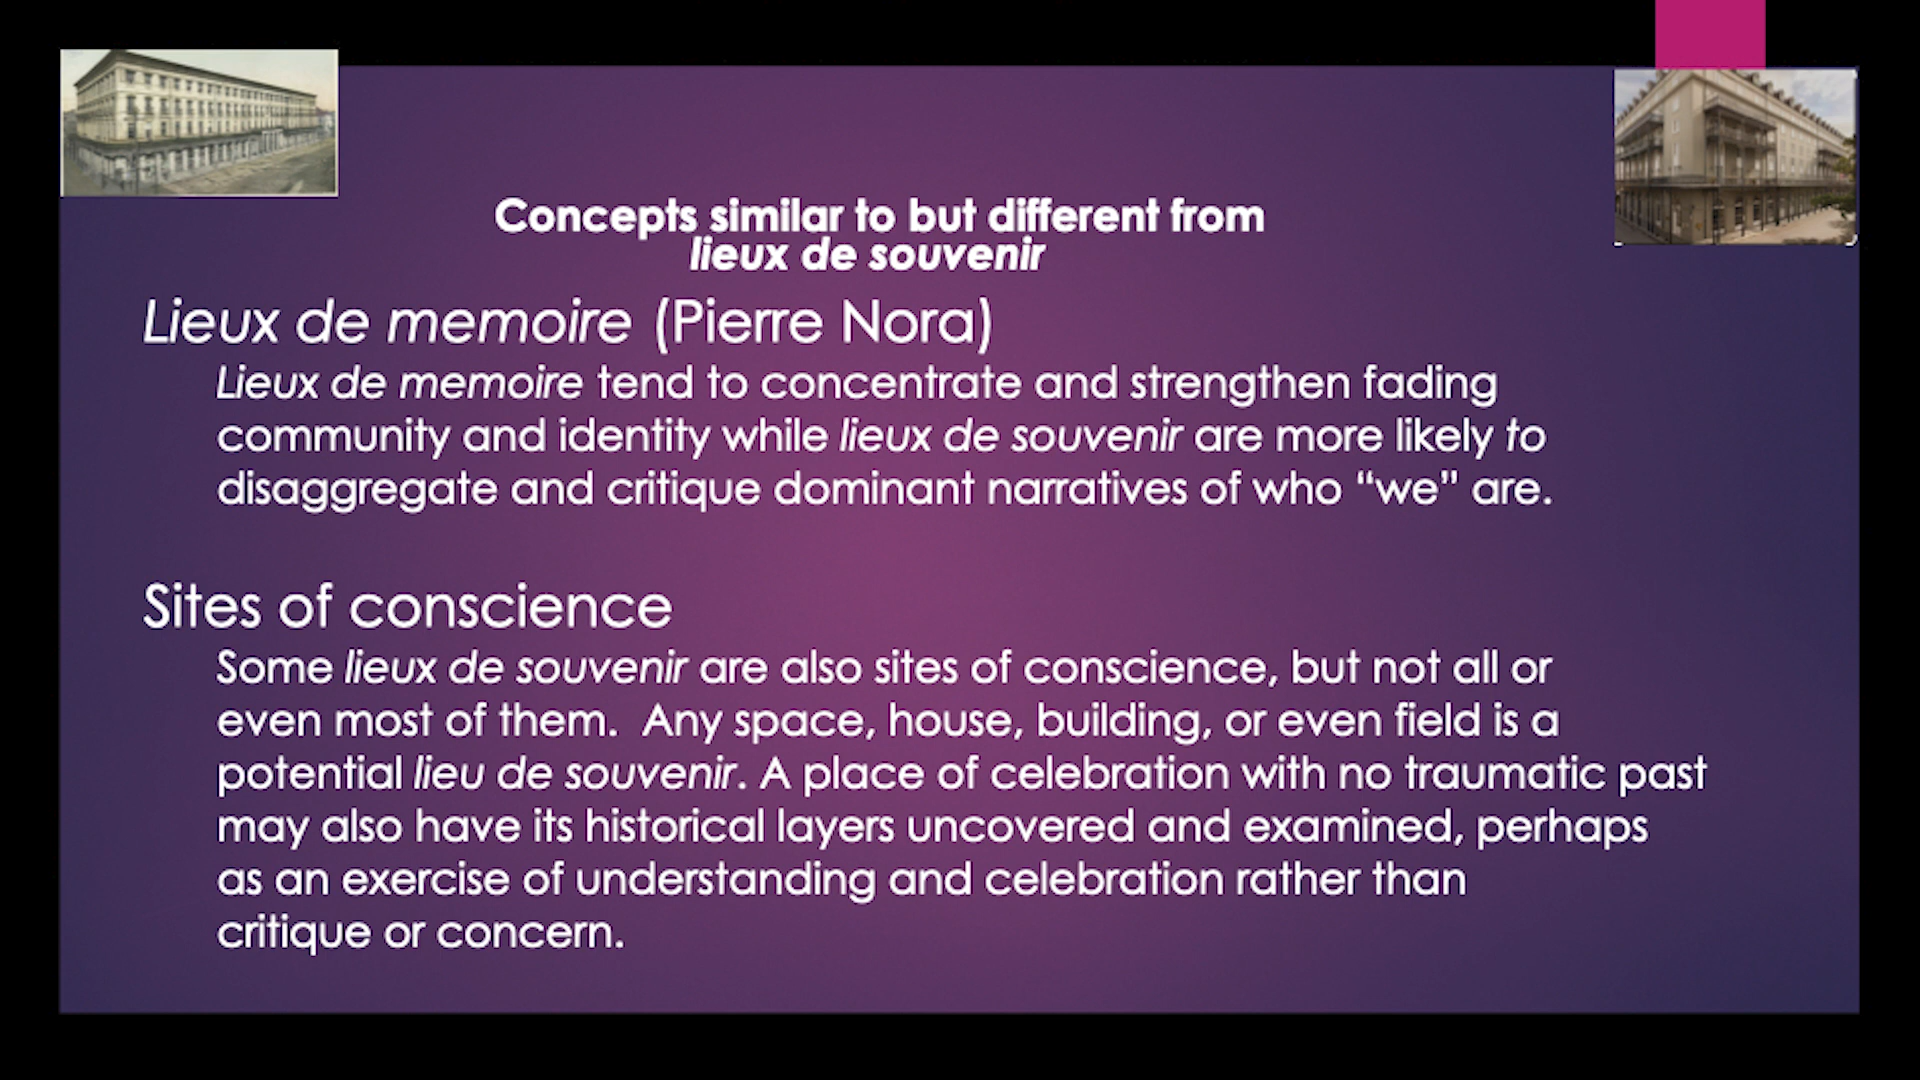 Concepts similar to but different from
lieux de souvenir
Lieux de memoire (Pierre Nora)
Lieux de memoire tend to concentrate and strengthen fading
community and identity while lieux de souvenir are more likely to
disaggregate and critique dominant narratives of who “we” are.
Sites of conscience
Some lieux de souvenir are also sites of conscience, but not all or
even most of them.  Any space, house, building, or even field is a
potential lieu de souvenir. A place of celebration with no traumatic past
may also have its historical layers uncovered and examined, perhaps
as an exercise of understanding and celebration rather than
critique or concern.